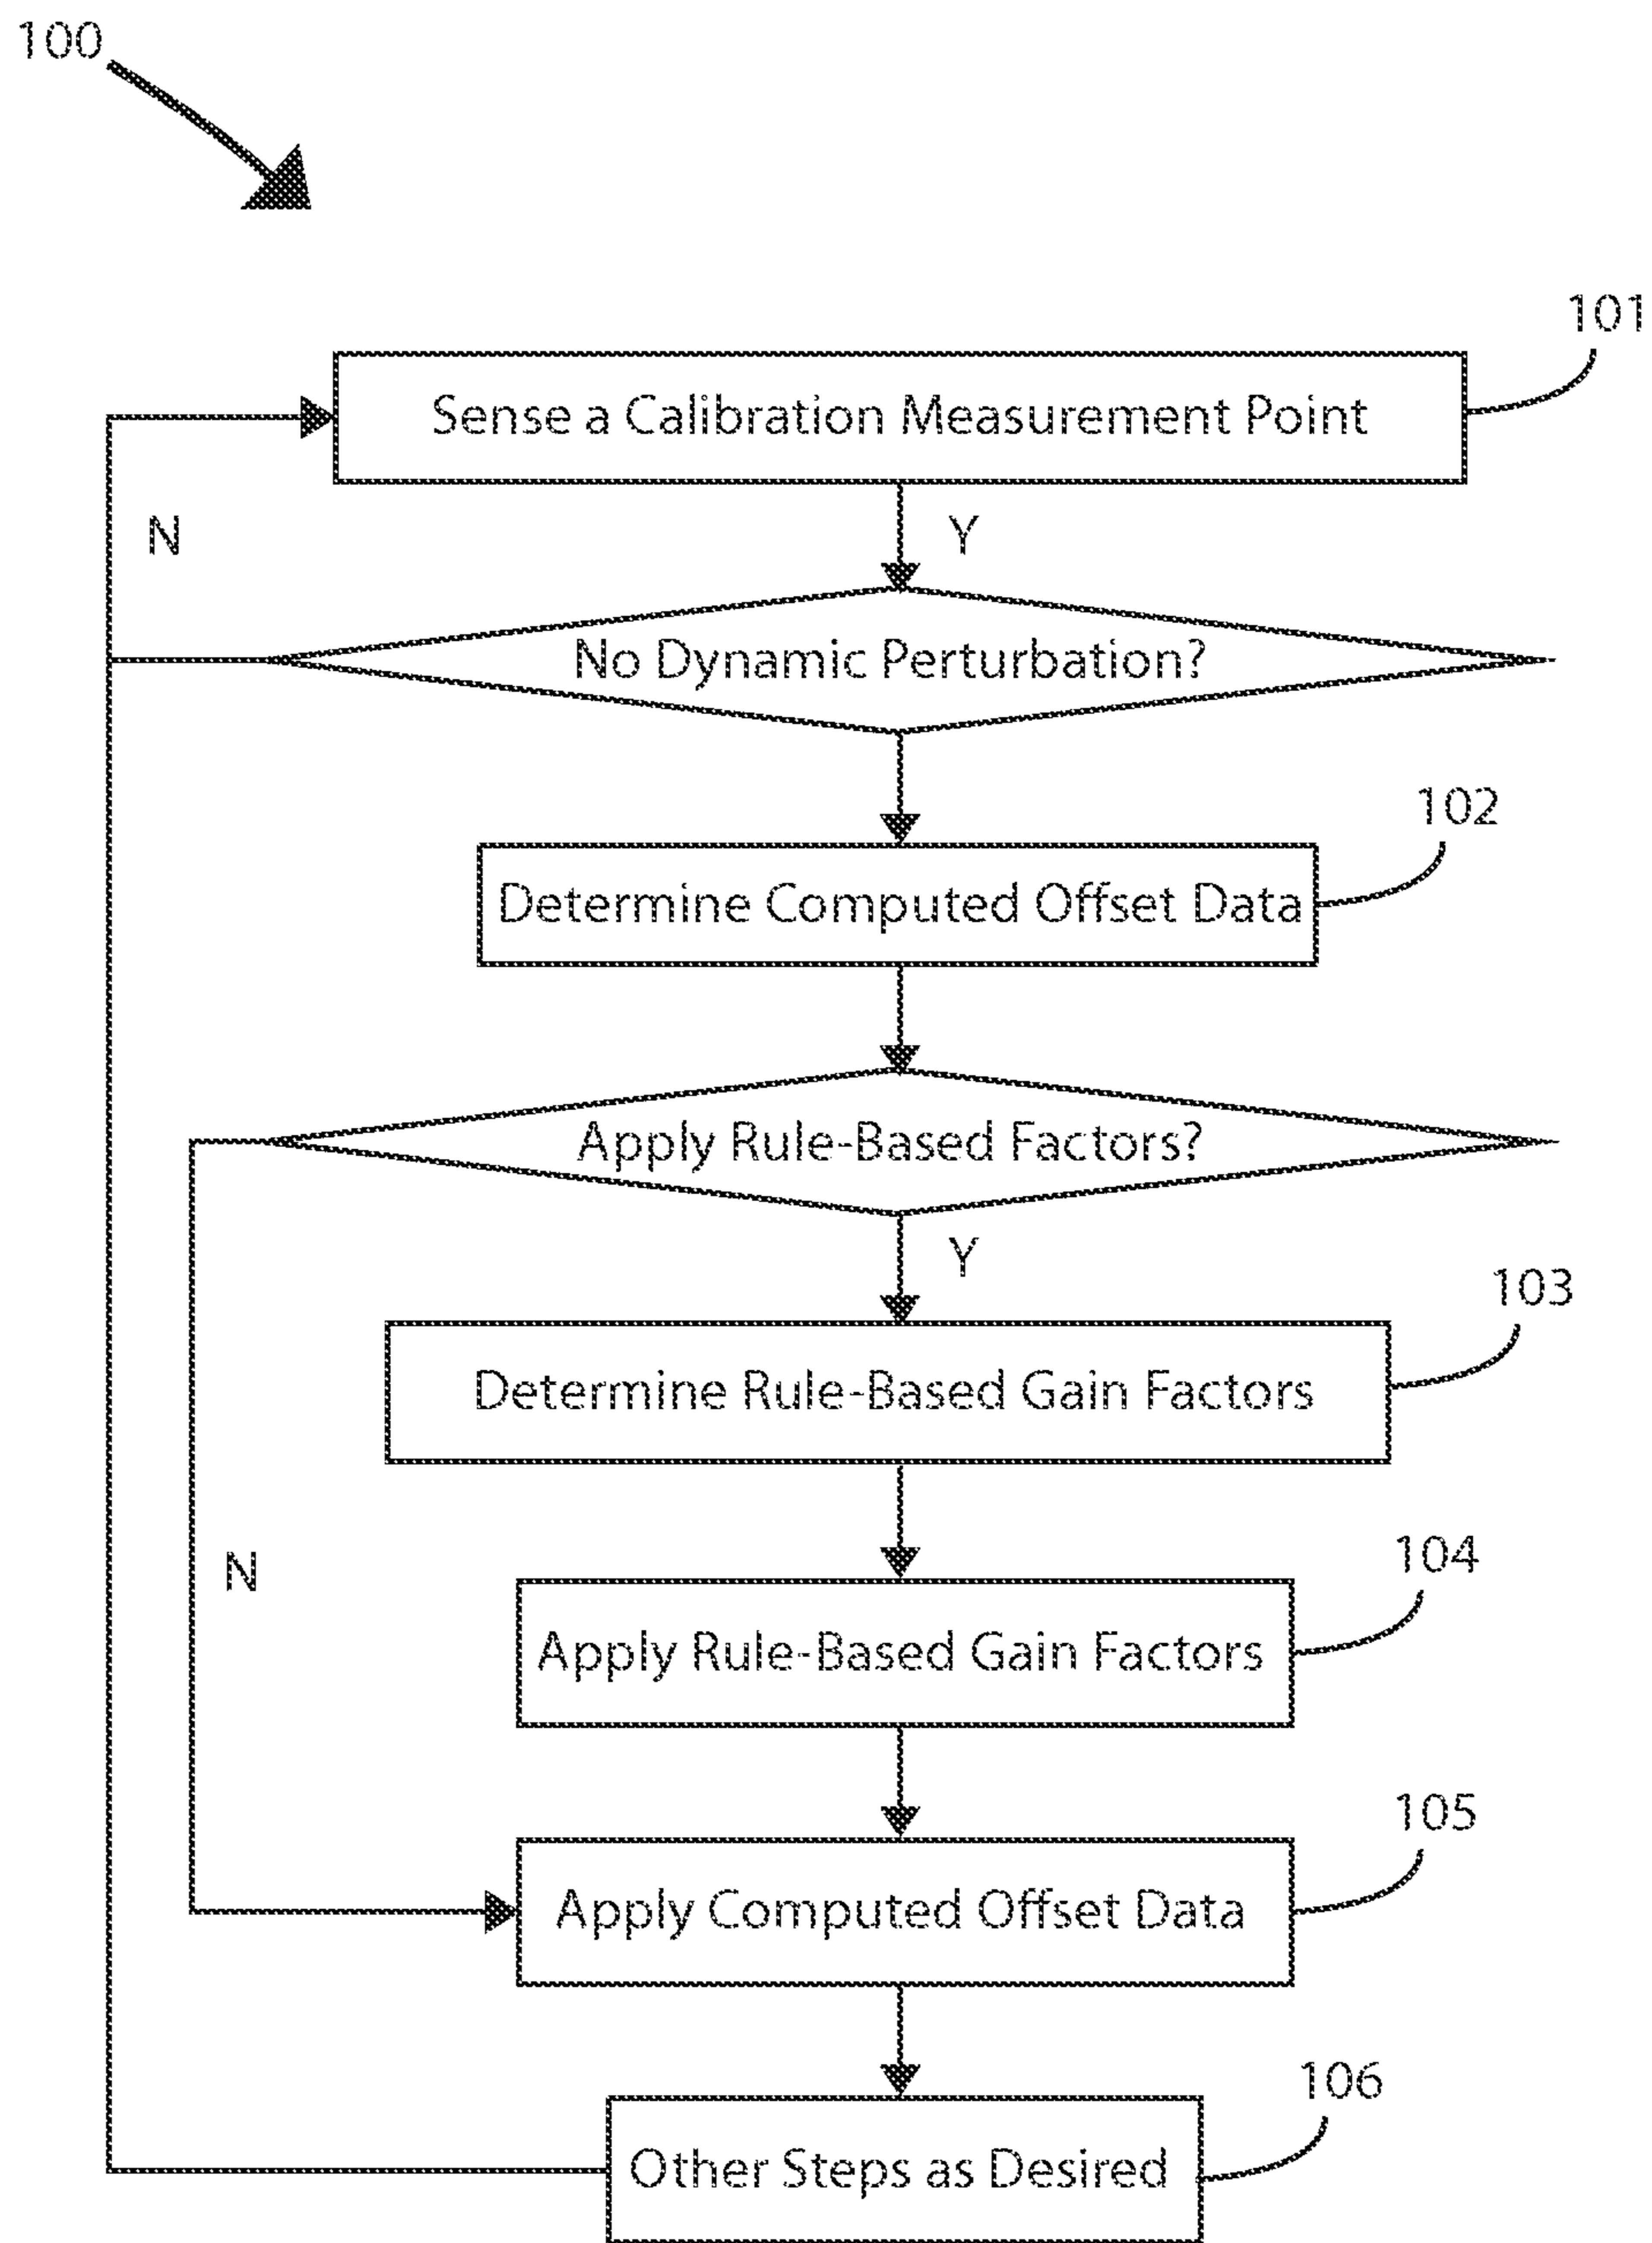 100
101
Sense a Calibration Measurement Point
N
Y
No Dynamic Perturbation?
102
Determine Computed Offset Data
Apply Rule-Based Factors?
Y
103
Determine Rule-Based Gain Factors
104
N
Apply Rule-Based Gain Factors
105
Apply Computed Offset Data
106
Other Steps as Desired